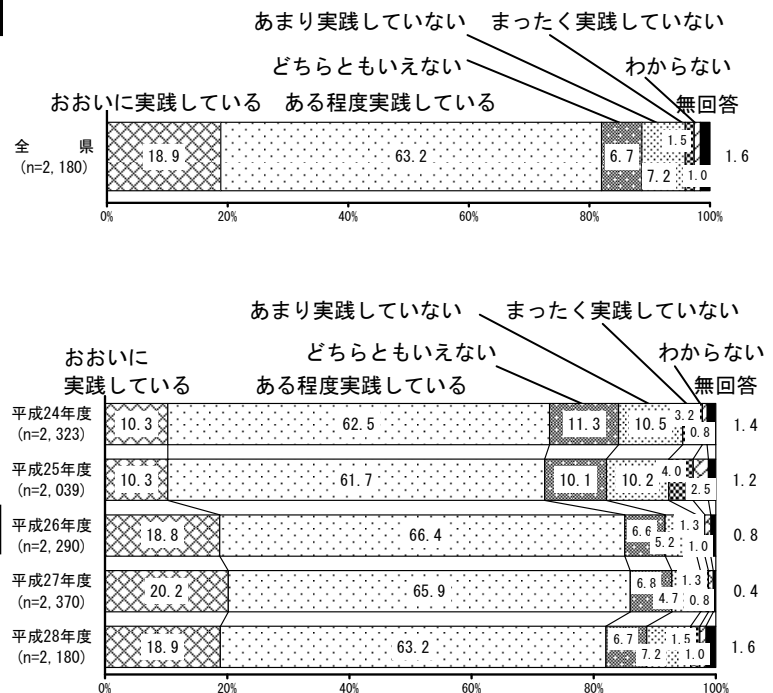 あまり実践していない　まったく実践していない
どちらともいえない　わからない
おおいに実践している　ある程度実践している　無回答
全　県
(n=2,180)
18.9　63.2　6.7　7.2　1.5　1.0　1.6
0%　20%　40%　60%　80%　100%
あまり実践していない　まったく実践していない
おおいに　どちらともいえない　わからない
実践している　ある程度実践している　無回答
平成24年度
(n=2,323)
10.3　62.5　11.3　10.5　3.2　0.8　1.4
平成25年度
(n=2,039)
10.3　61.7　10.1　10.2　4.0　2.5　1.2
平成26年度
(n=2,290)
18.8　66.4　6.6　5.2　1.3　1.0　0.8
平成27年度
(n=2,370)
20.2　65.9　6.8　4.7　1.3　0.8　0.4
平成28年度
(n=2,180)
18.9　63.2　6.7　7.2　1.5　1.0　1.6
0%　20%　40%　60%　80%　100%